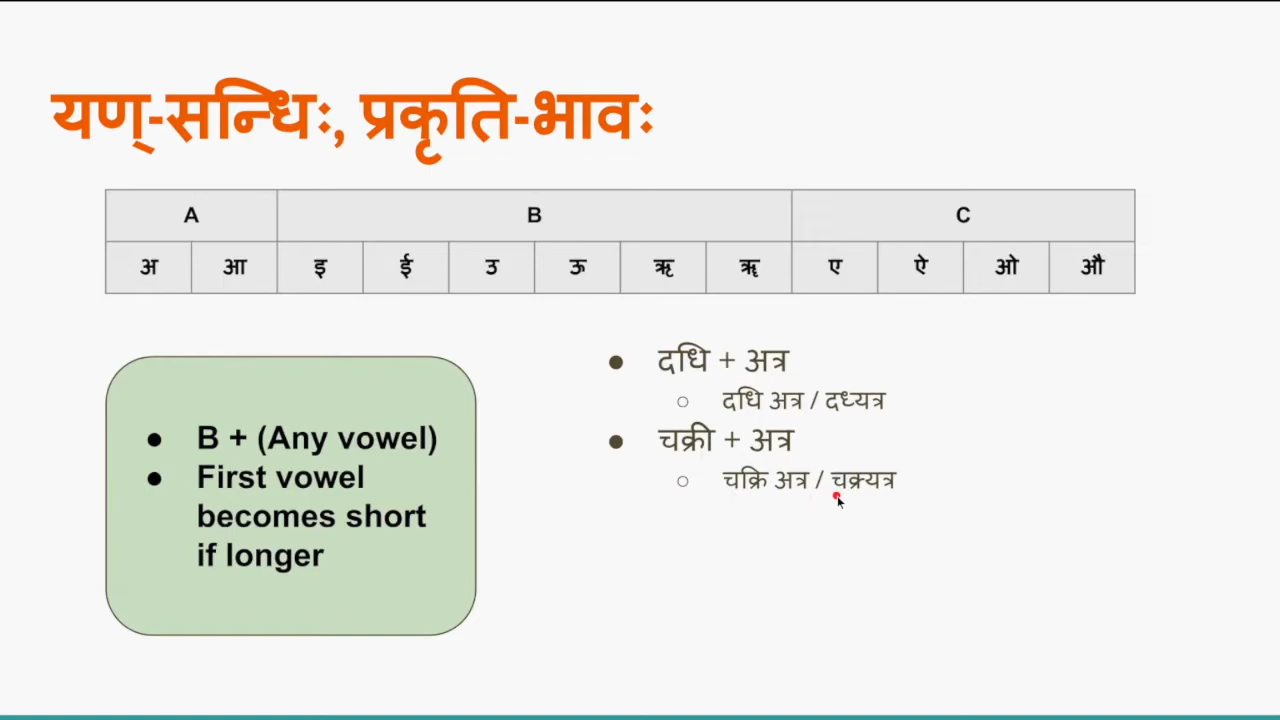 यण्-सन्धिः, प्रकृति-भावः
A B C
अ आ इ ई उ ऊ ऋ ॠ ए ऐ ओ औ
● B + (Any vowel)
● First vowel
becomes short
if longer
● दधि + अत्र
○ दधि अत्र / दध्यत्र
● चक्री + अत्र
○ चक्रि अत्र / चक्र्यत्र